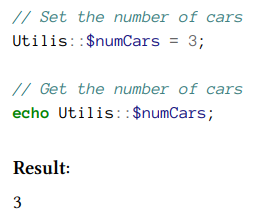 // Set the number of cars
Utilis::$numCars = 3;
// Get the number of cars
echo Utilis::$numCars;
Result:
3